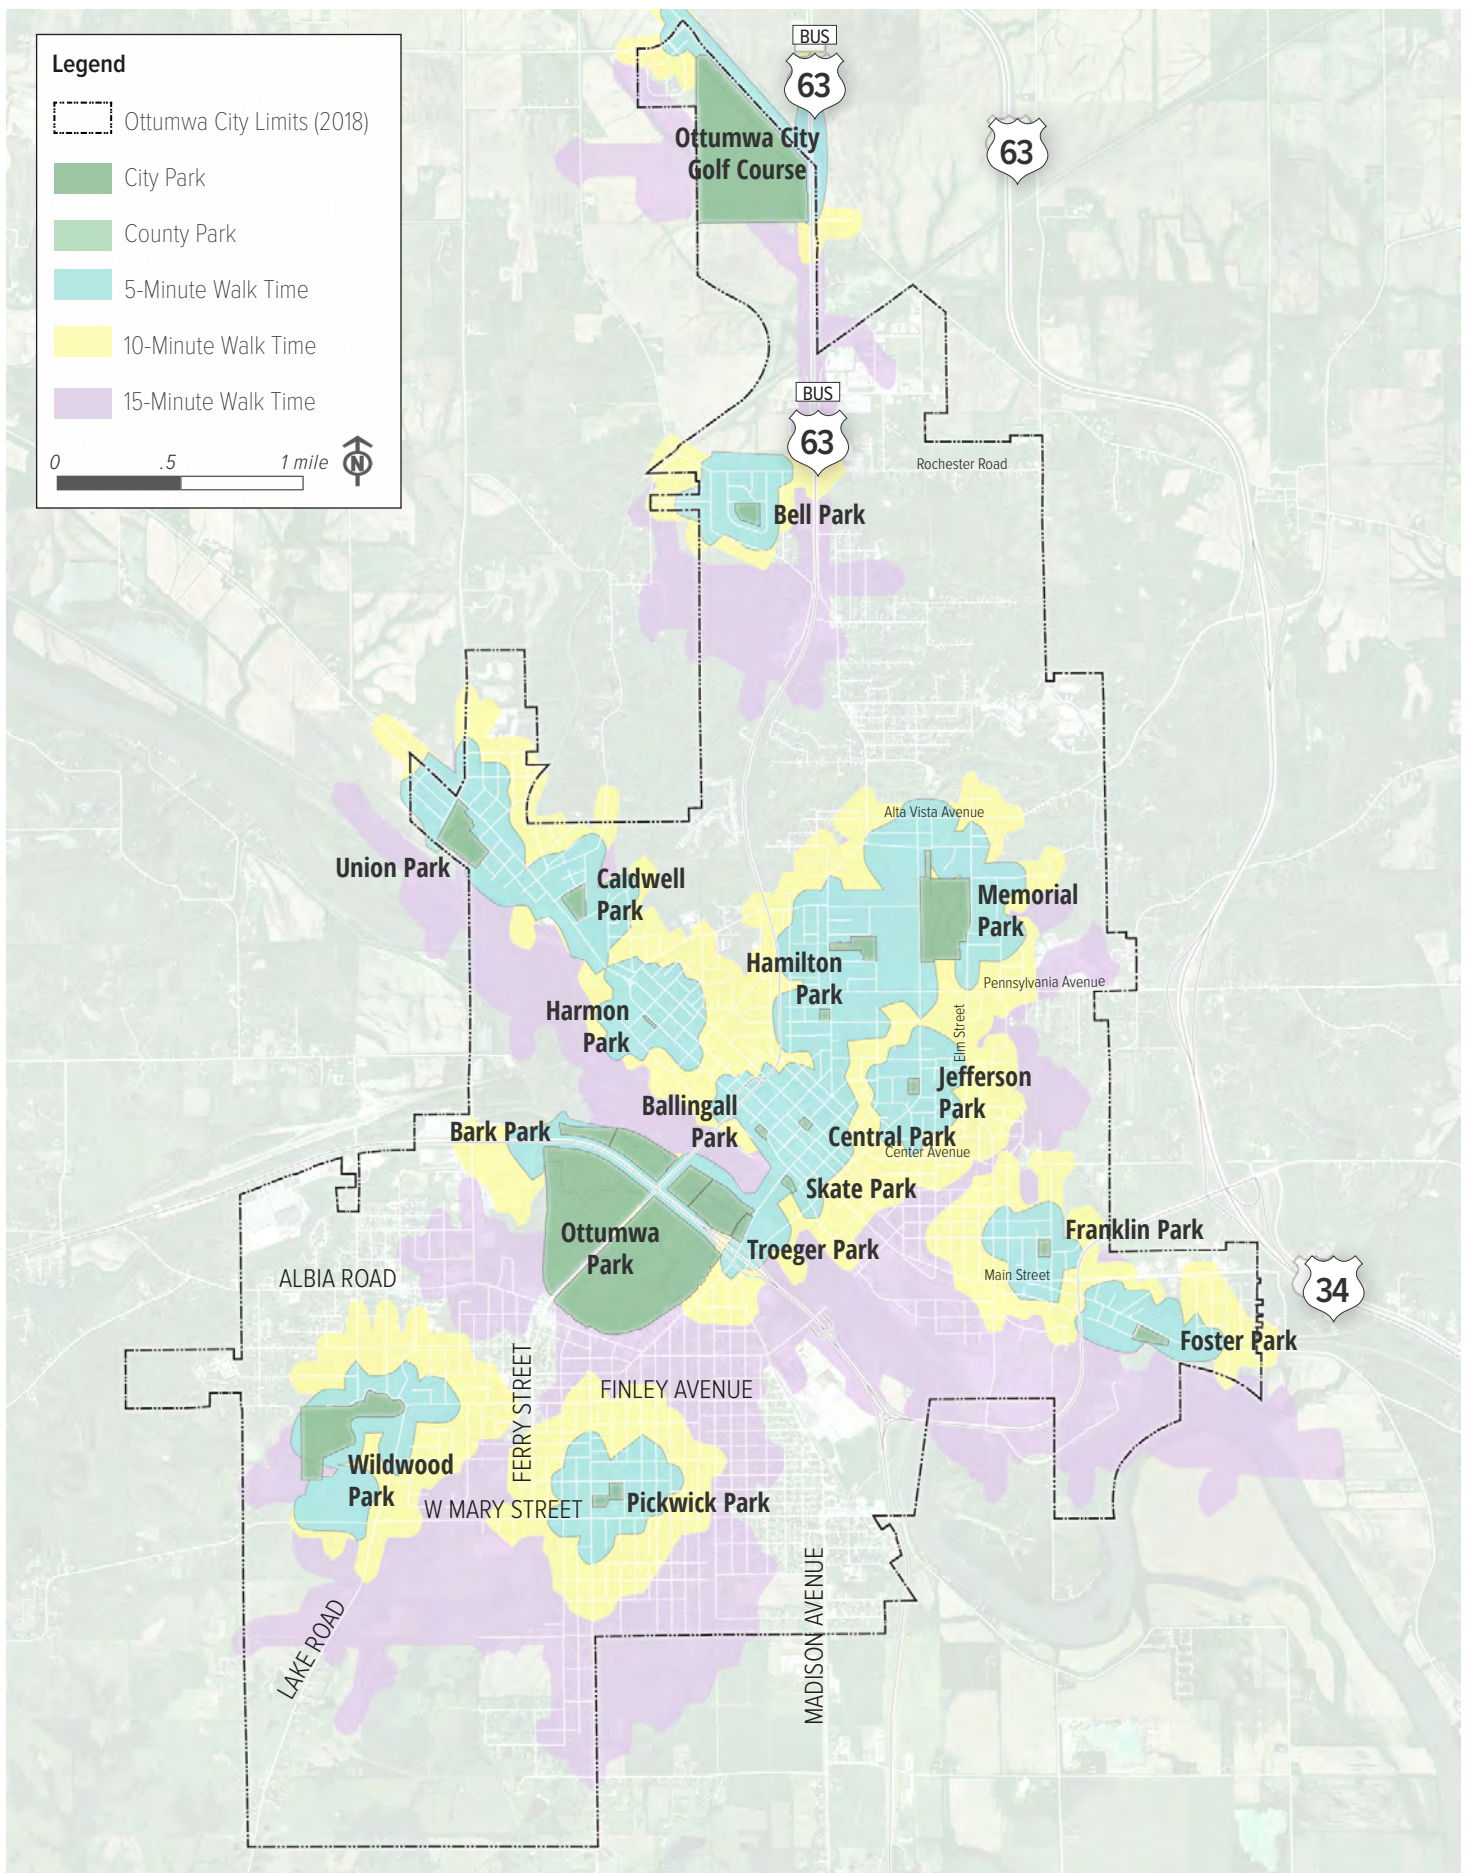 Legend
Ottumwa City Limits (2018)
City Park
County Park
5-Minute Walk Time
10-Minute Walk Time
15-Minute Walk Time
0 .5 1 mile
N
BUS
63
63
Ottumwa City
Golf Course
BUS
63
Rochester Road
Bell Park
Alta Vista Avenue
Union Park
Caldwell
Park
Memorial
Park
Hamilton
Park
Pennsylvania Avenue
Harmon
Park
Elm Street
Jefferson
Park
Ballingall
Park
Bark Park
Central Park
Center Avenue
Skate Park
Ottumwa
Park
Troeger Park
Franklin Park
ALBIA ROAD
Main Street
34
Foster Park
FERRY STREET
FINLEY AVENUE
Wildwood
Park
W MARY STREET
Pickwick Park
LAKE ROAD
MADISON AVENUE